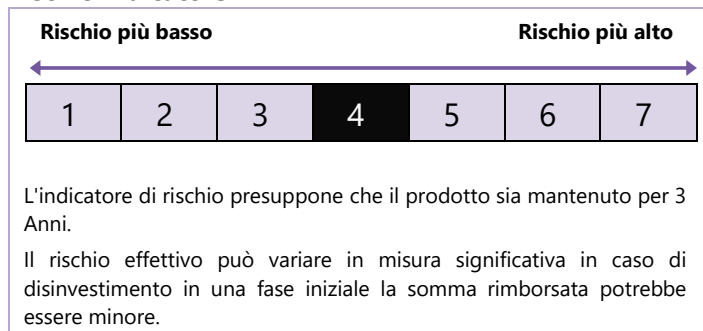 Rischio più basso Rischio più alto
1 2 3 4 5 6 7
L'indicatore di rischio presuppone che il prodotto sia mantenuto per 3
Anni.
Il rischio effettivo può variare in misura significativa in caso di
disinvestimento in una fase iniziale la somma rimborsata potrebbe
essere minore.